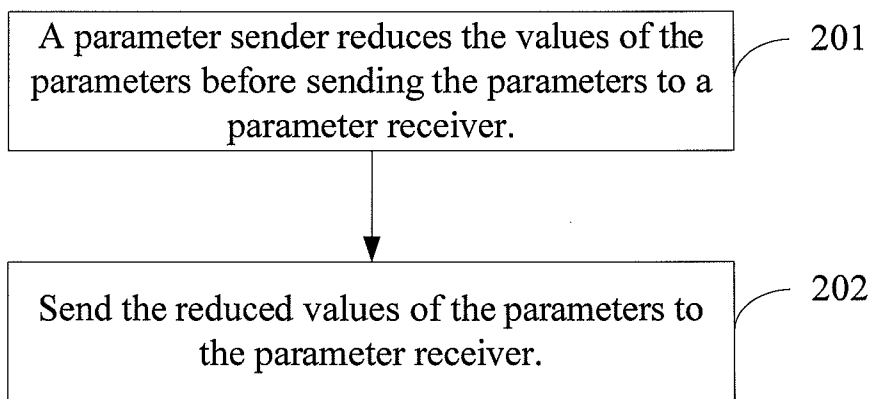 A parameter sender reduces the values of the
parameters before sending the parameters to a
parameter receiver.
201
Send the reduced values of the parameters to
the parameter receiver.
202